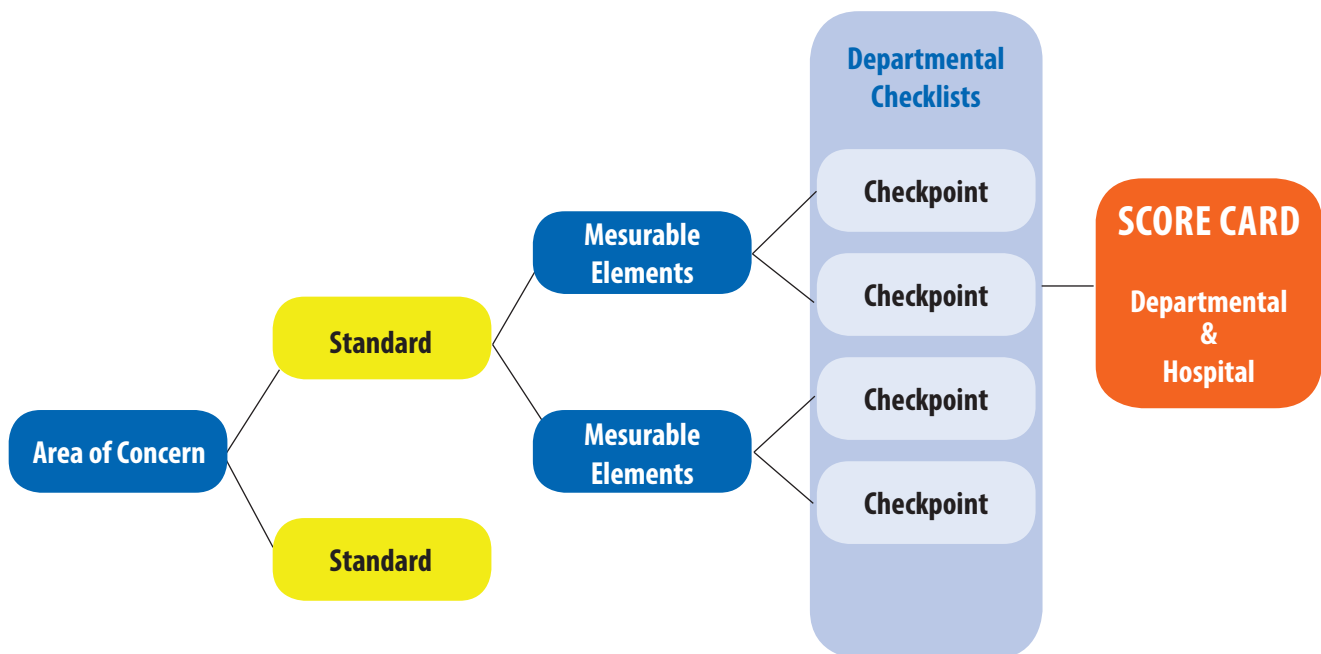 Area of Concern
Standard
Standard
Mesurable
Elements
Mesurable
Elements
Departmental
Checklists
Checkpoint
Checkpoint
Checkpoint
Checkpoint
SCORE CARD
Departmental
&
Hospital